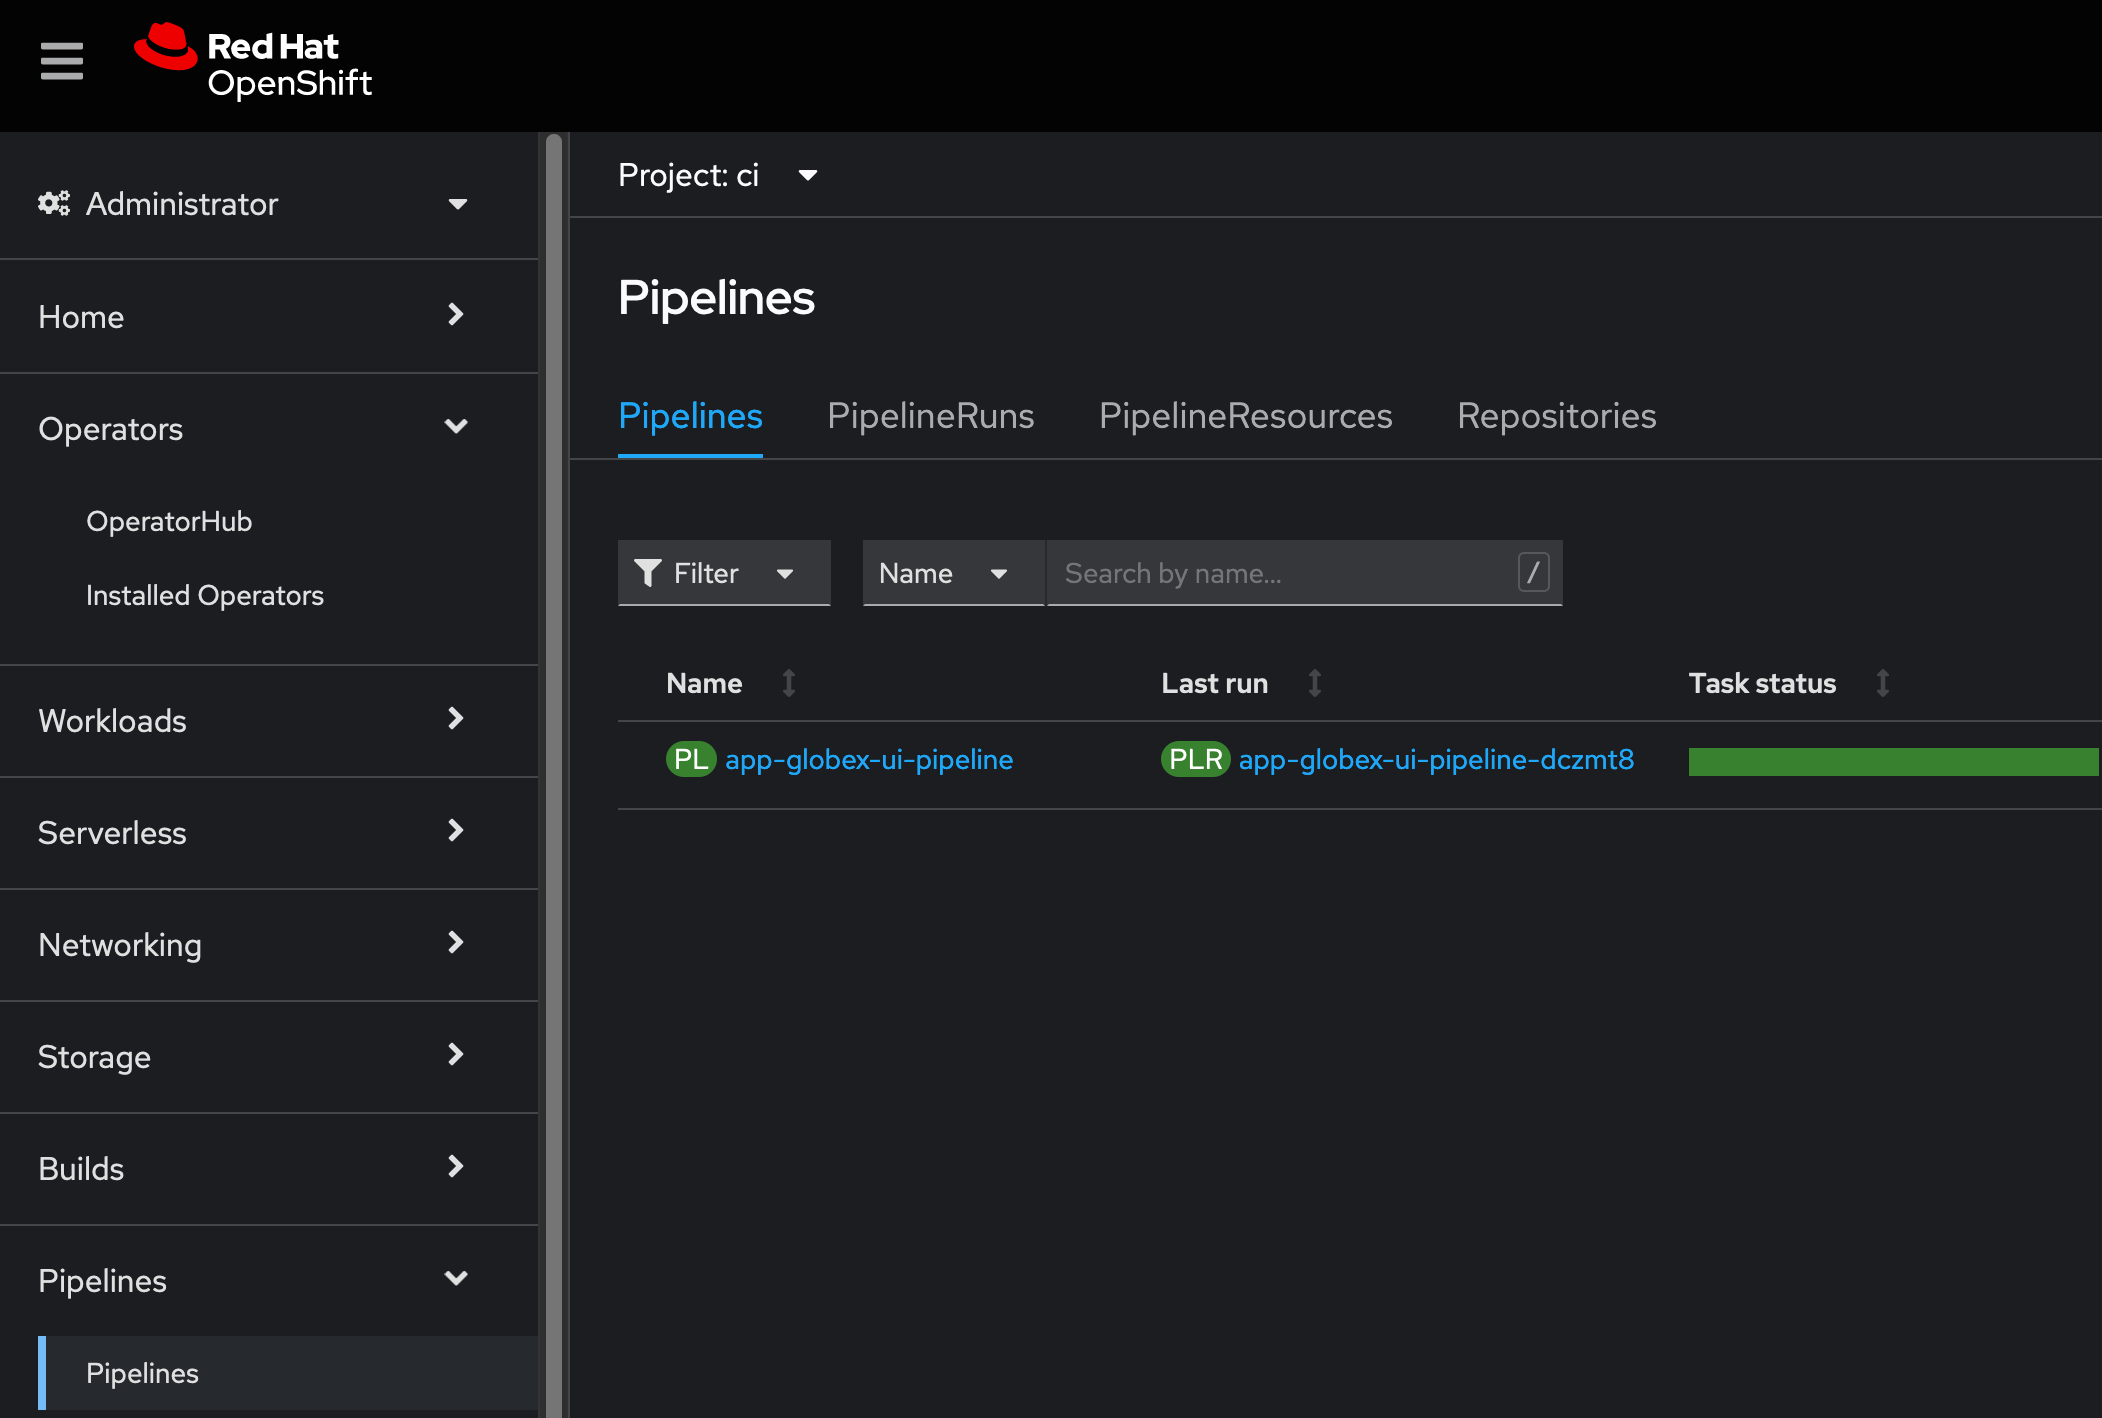 Red Hat
OpenShift
Administrator
Home
Operators
OperatorHub
Installed Operators
Workloads
Serverless
Networking
Storage
Builds
Pipelines
Pipelines
Project: ci
Pipelines
Pipelines PipelineRuns PipelineResources Repositories
Filter Name Search by name... /
Name Last run Task status
PL app-globex-ui-pipeline PLR app-globex-ui-pipeline-dczmt8